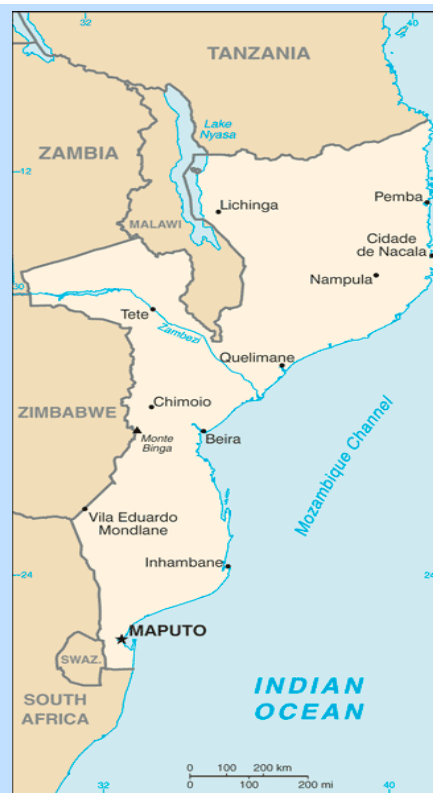 32
40
TANZANIA
Lake
Nyasa
ZAMBIA
12
Pemba
Lichinga
MALAWI
Cidade
de Nacala
Nampula
30
Tete
Zambezi
Quelimane
Chimoio
ZIMBABWE
Monte
Binga
Beira
Mozambique Channel
Vila Eduardo
Mondlane
Inhambane
24
24
MAPUTO
SWAZ.
SOUTH
AFRICA
INDIAN
OCEAN
0 100 200 km
0 100 200 mi
32
40